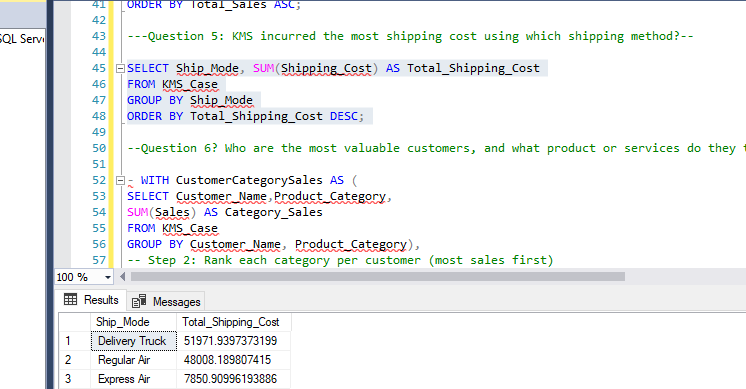 41 ORDER BY Total_Sales ASC;
42
QL Serv
43 ---Question 5: KMS incurred the most shipping cost using which shipping method?--
44
45 SELECT Ship_Mode, SUM(Shipping_Cost) AS Total_Shipping_Cost
46 FROM KMS_Case
47 GROUP BY Ship_Mode
48 ORDER BY Total_Shipping_Cost DESC;
49
50 --Question 6? Who are the most valuable customers, and what product or services do they
51
52 - WITH CustomerCategorySales AS (
53 SELECT Customer_Name,Product_Category,
54 SUM(Sales) AS Category_Sales
55 FROM KMS_Case
56 GROUP BY Customer_Name, Product_Category),
57 -- Step 2: Rank each category per customer (most sales first)
100 %
Results Messages
Ship_Mode Total_Shipping_Cost
1 Delivery Truck 51971.9397373199
2 Regular Air 48008.189807415
3 Express Air 7850.90996193886